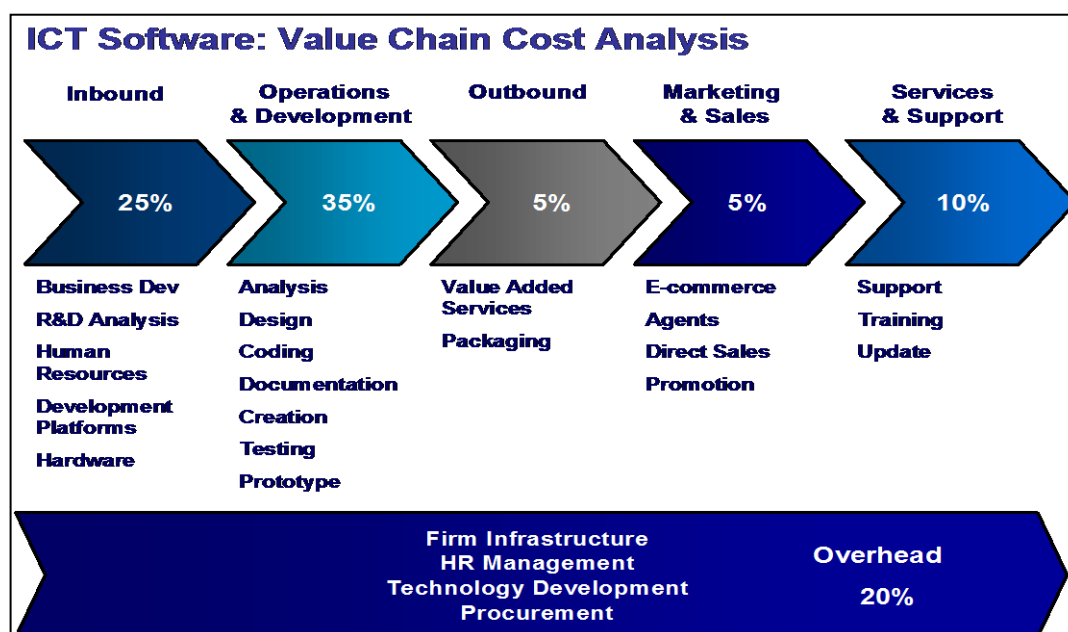 ICT Software: Value Chain Cost Analysis
Inbound
Operations
& Development
Outbound
Marketing
& Sales
Services
& Support
25%
35%
5%
5%
10%
Business Dev
R&D Analysis
Human
Resources
Development
Platforms
Hardware
Analysis
Design
Coding
Documentation
Creation
Testing
Prototype
Value Added
Services
Packaging
E-commerce
Agents
Direct Sales
Promotion
Support
Training
Update
Firm Infrastructure
HR Management
Technology Development
Procurement
Overhead
20%